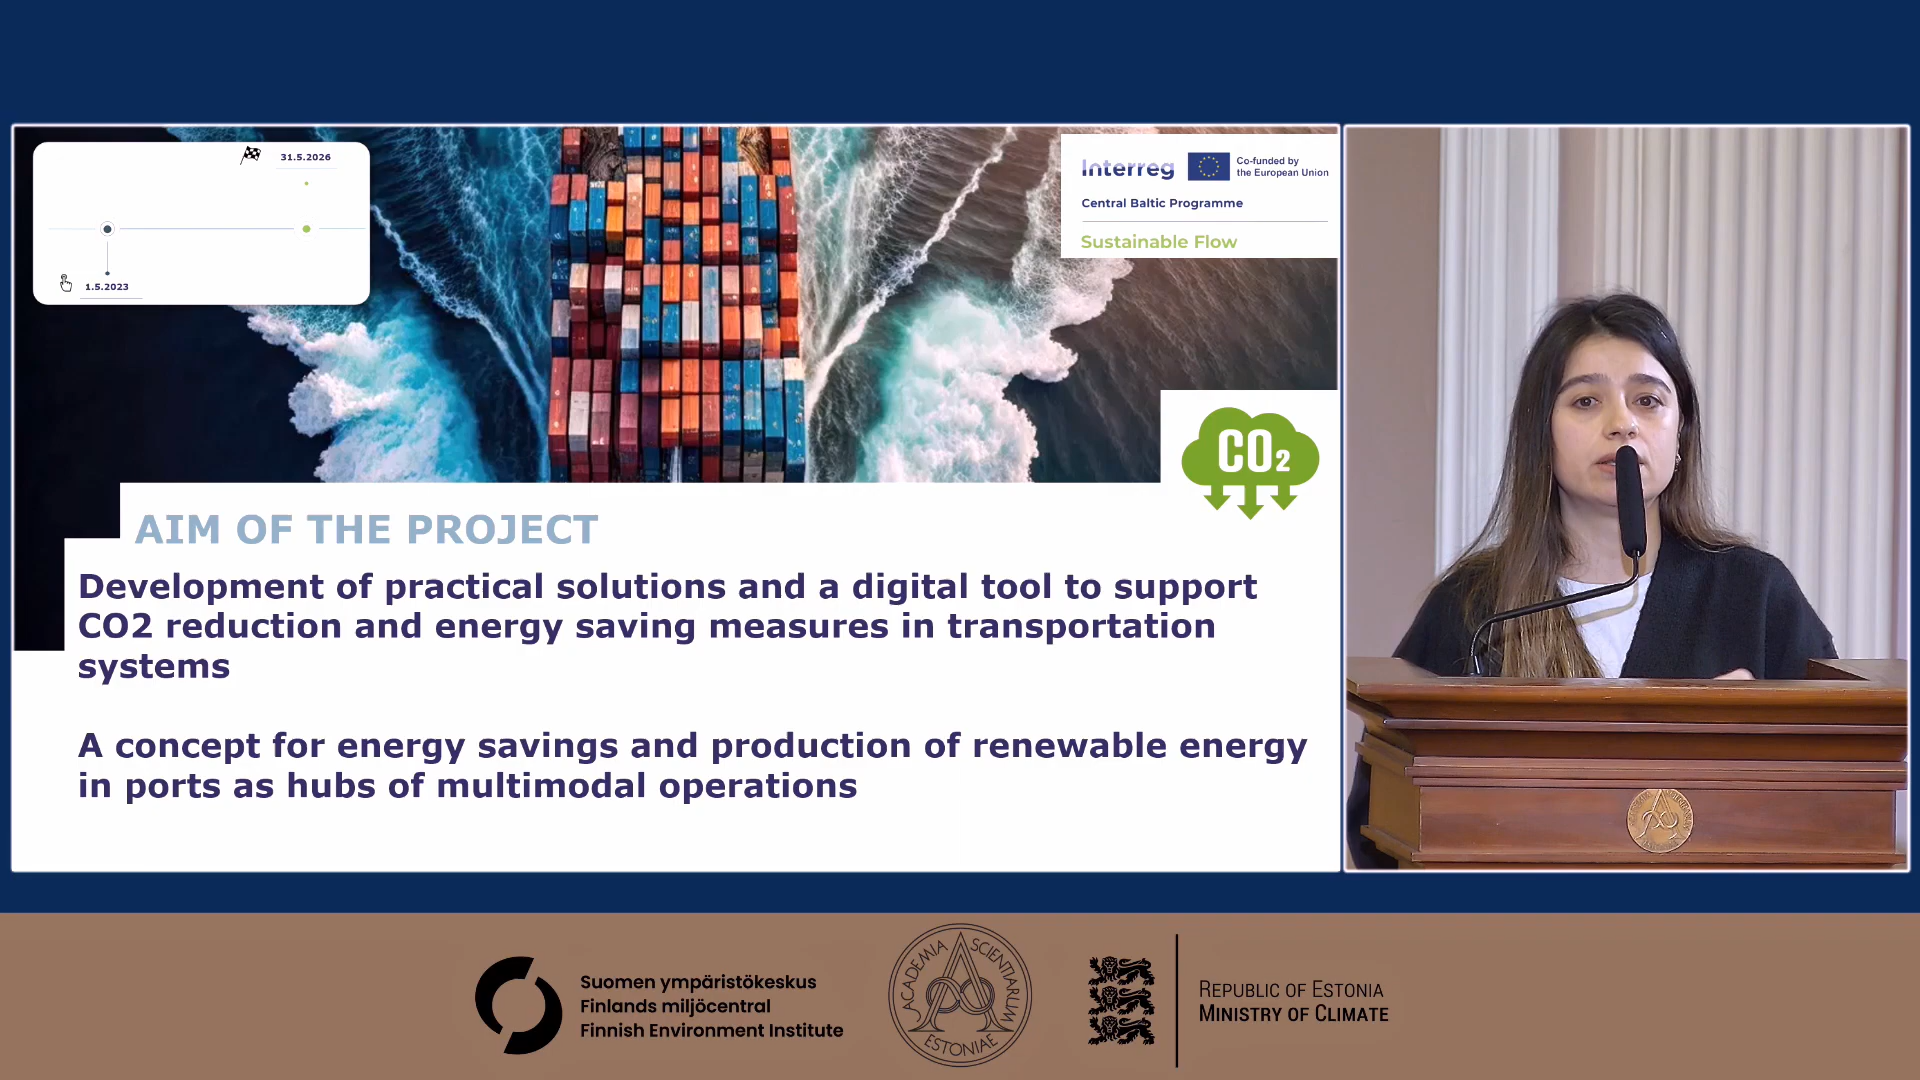 31.5.2026
1.5.2023
Interreg
Co-funded by
the European Union
Central Baltic Programme
Sustainable Flow
CO2
AIM OF THE PROJECT
Development of practical solutions and a digital tool to support
CO2 reduction and energy saving measures in transportation
systems
A concept for energy savings and production of renewable energy
in ports as hubs of multimodal operations
Suomen ympäristökeskus
Finlands miljöcentral
Finnish Environment Institute
ACADEMIA SCIENTIARUM
ESTONIAE
REPUBLIC OF ESTONIA
MINISTRY OF CLIMATE